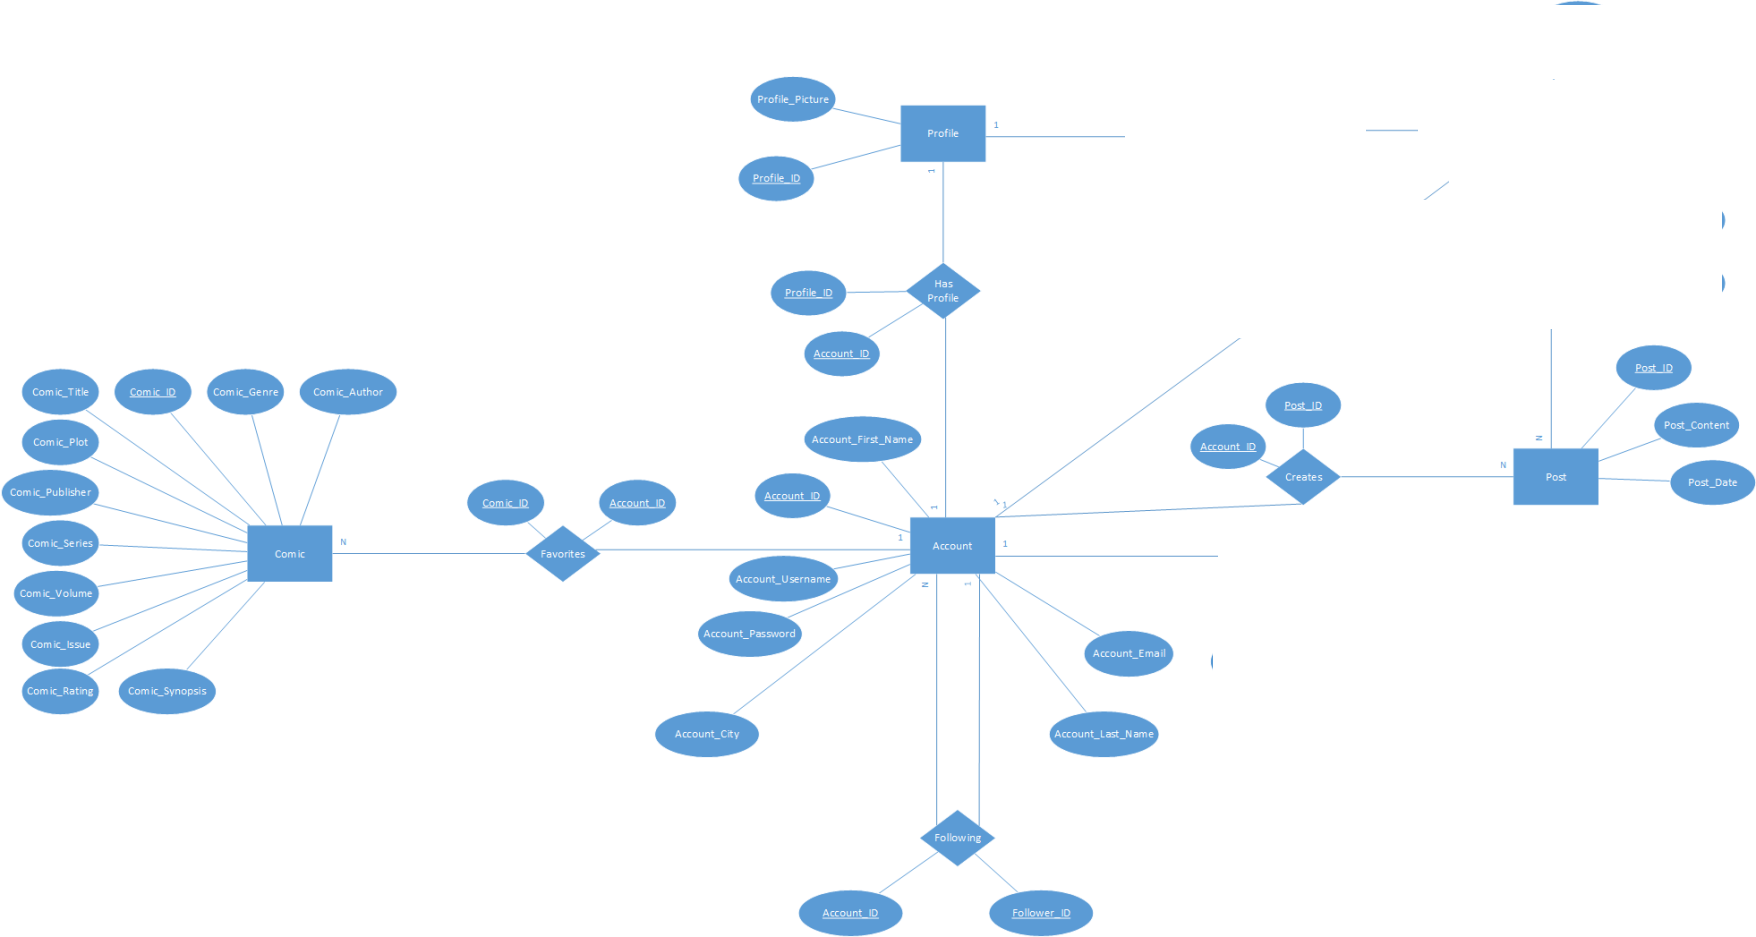 Profile_Picture
Profile
1
Profile_ID
1
Has
Profile
Profile_ID
Account_ID
Comic_Title
Comic_ID
Comic_Genre
Comic_Author
Comic_Plot
Comic_Publisher
Comic_Series
Comic_Volume
Comic_Issue
Comic_Rating
Comic_Synopsis
Comic
N
Comic_ID
Account_ID
Favorites
1
Account_First_Name
Account_ID
Account_Username
Account_Password
Account_City
Account
1
1
1
1
N
1
Account_Email
Account_Last_Name
Following
Account_ID
Follower_ID
Post_ID
Account_ID
Creates
N
N
Post
Post_ID
Post_Content
Post_Date